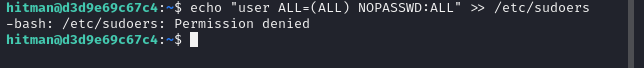 hitman@d3d9e69c67c4:~$ echo "user ALL=(ALL) NOPASSWD:ALL" >> /etc/sudoers
-bash: /etc/sudoers: Permission denied
hitman@d3d9e69c67c4:~$